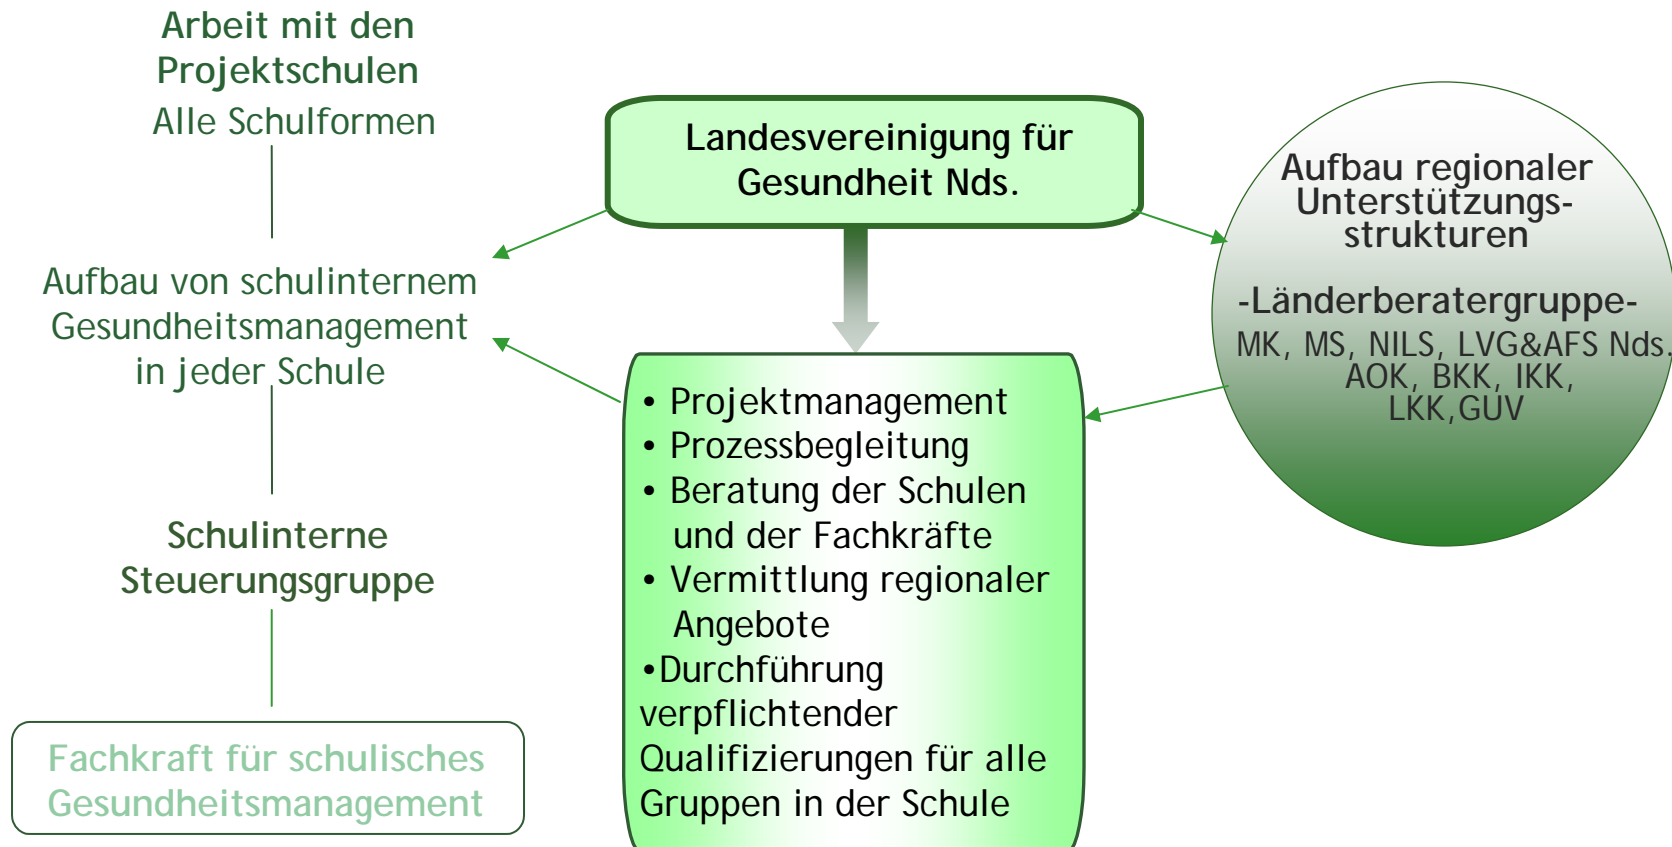 Arbeit mit den
Projektschulen
Alle Schulformen
Aufbau von schulinternem
Gesundheitsmanagement
in jeder Schule
Schulinterne
Steuerungsgruppe
Fachkraft für schulisches
Gesundheitsmanagement
Landesvereinigung für
Gesundheit Nds.
• Projektmanagement
• Prozessbegleitung
• Beratung der Schulen
und der Fachkräfte
• Vermittlung regionaler
Angebote
•Durchführung
verpflichtender
Qualifizierungen für alle
Gruppen in der Schule
Aufbau regionaler
Unterstützungs-
strukturen
-Länderberatergruppe-
MK, MS, NILS, LVG&AFS Nds.
AOK, BKK, IKK,
LKK,GUV